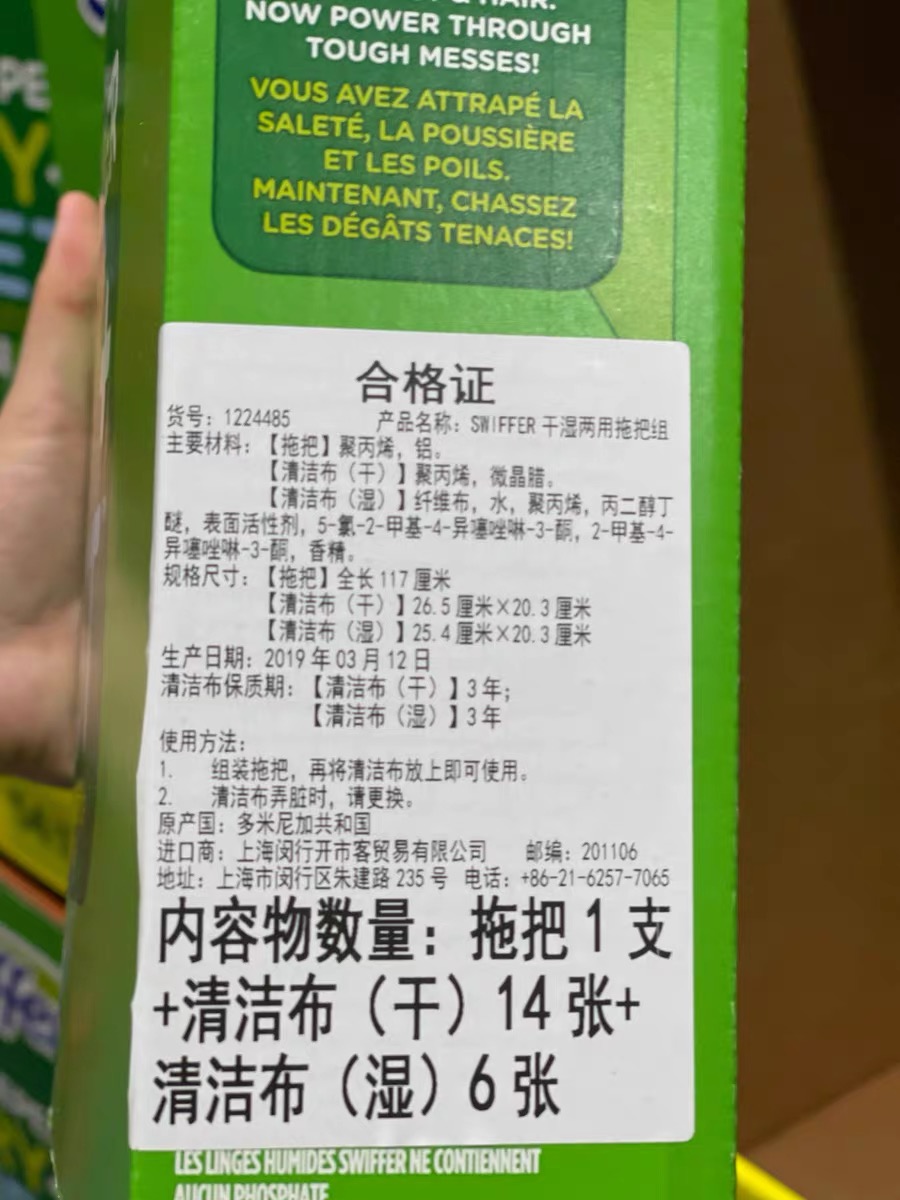 & HAIR.
NOW POWER THROUGH
TOUGH MESSES!
VOUS AVEZ ATTRAPÉ LA
SALETÉ, LA POUSSIÈRE
ET LES POILS.
MAINTENANT, CHASSEZ
LES DÉGÂTS TENACES!
合格证
货号：1224485 产品名称：SWIFFER 干湿两用拖把组
主要材料：【拖把】聚丙烯，铝。
【清洁布（干）】聚丙烯，微晶腊。
【清洁布（湿）】纤维布，水，聚丙烯，丙二醇丁
醚，表面活性剂，5-氯-2-甲基-4-异噻唑啉-3-酮，2-甲基-4-
异噻唑啉-3-酮，香精。
规格尺寸：【拖把】全长 117 厘米
【清洁布（干）】26.5 厘米×20.3 厘米
【清洁布（湿）】25.4 厘米×20.3 厘米
生产日期：2019 年 03 月 12 日
清洁布保质期：【清洁布（干）】3 年；
【清洁布（湿）】3 年
使用方法：
1. 组装拖把，再将清洁布放上即可使用。
2. 清洁布弄脏时，请更换。
原产国：多米尼加共和国
进口商：上海闵行开市客贸易有限公司 邮编：201106
地址：上海市闵行区朱建路 235 号 电话：+86-21-6257-7065
内容物数量：拖把 1 支
+清洁布（干）14 张+
清洁布（湿）6 张
LES LINGES HUMIDES SWIFFER NE CONTIENNENT
AUCUN PHOSPHATE